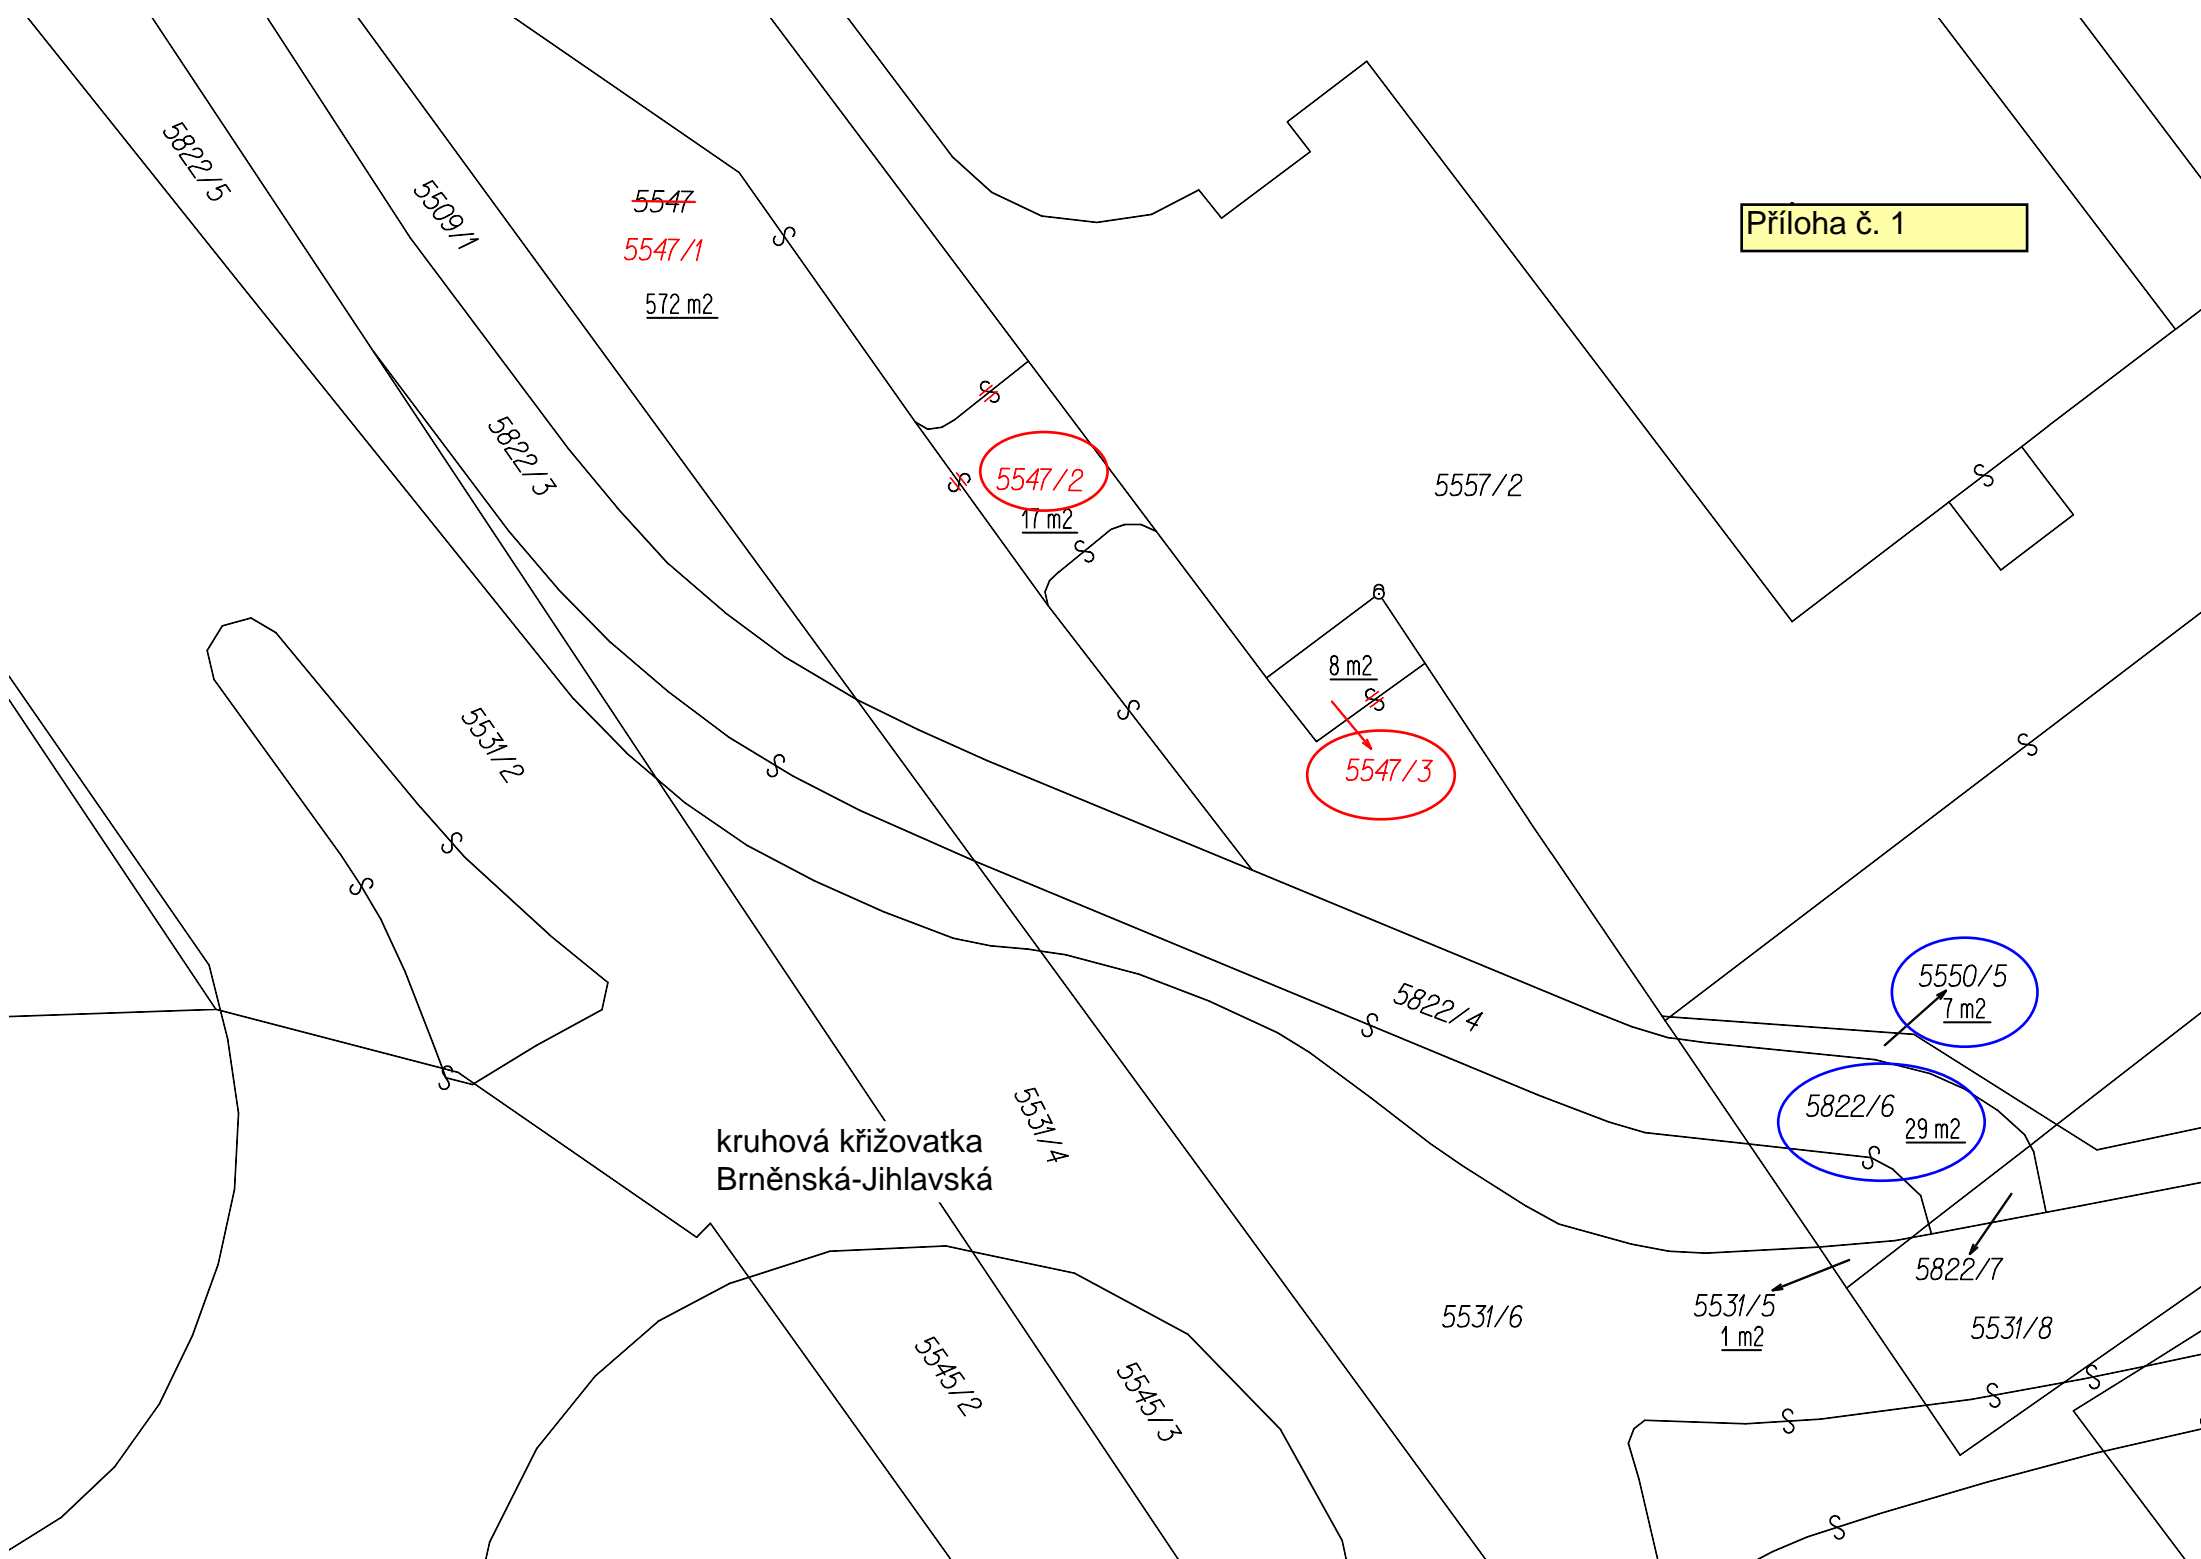 5822/5
5509/1
5547
5547/1
572 m2
Příloha č. 1
5822/3
5547/2
17 m2
5557/2
8 m2
5547/3
5531/2
5550/5
7 m2
5822/4
5822/6
29 m2
5531/4
kruhová křižovatka
Brněnská-Jihlavská
5822/7
5531/5
1 m2
5531/6
5531/8
5545/2
5545/3